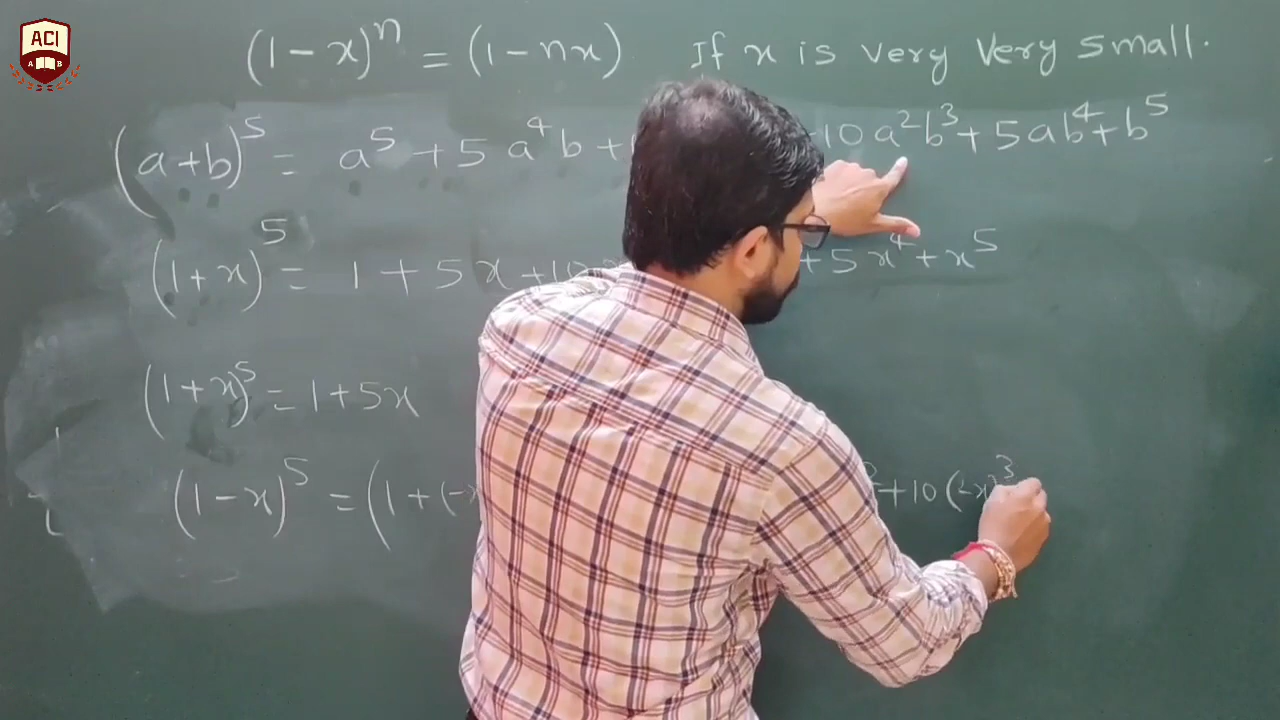 ACI
A B
(1-x)ⁿ = (1-nx) If x is very very small.
(a+b)⁵ = a⁵ + 5a⁴b + 10a²b³ + 5ab⁴ + b⁵
(1+x)⁵ = 1 + 5x + 10 + 5x⁴ + x⁵
(1+x)⁵ = 1+5x
(1-x)⁵ = (1+(-x + 10(-x)³